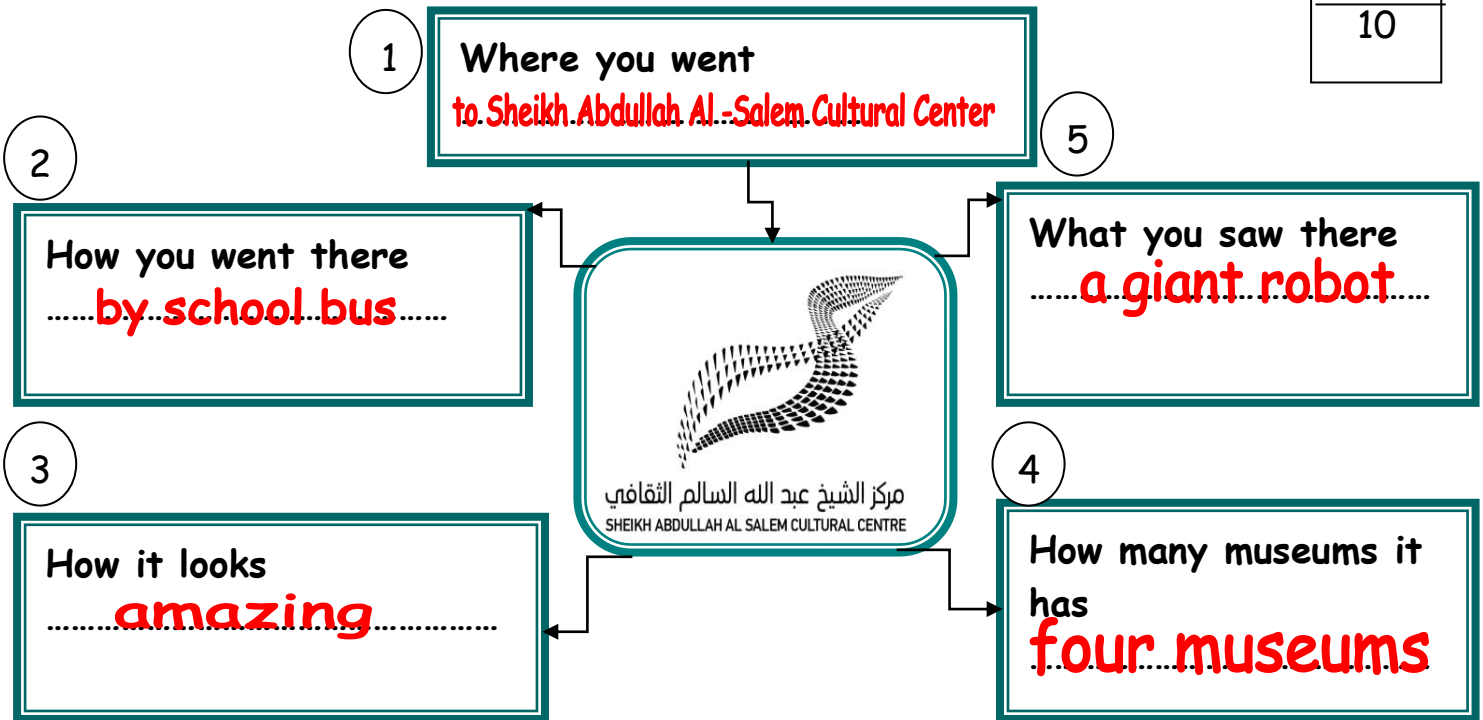 10
1
Where you went
to Sheikh Abdullah Al -Salem Cultural Center
2
How you went there
by school bus
5
What you saw there
a giant robot
مركز الشيخ عبد الله السالم الثقافي
SHEIKH ABDULLAH AL SALEM CULTURAL CENTRE
3
How it looks
amazing
4
How many museums it
has
four museums